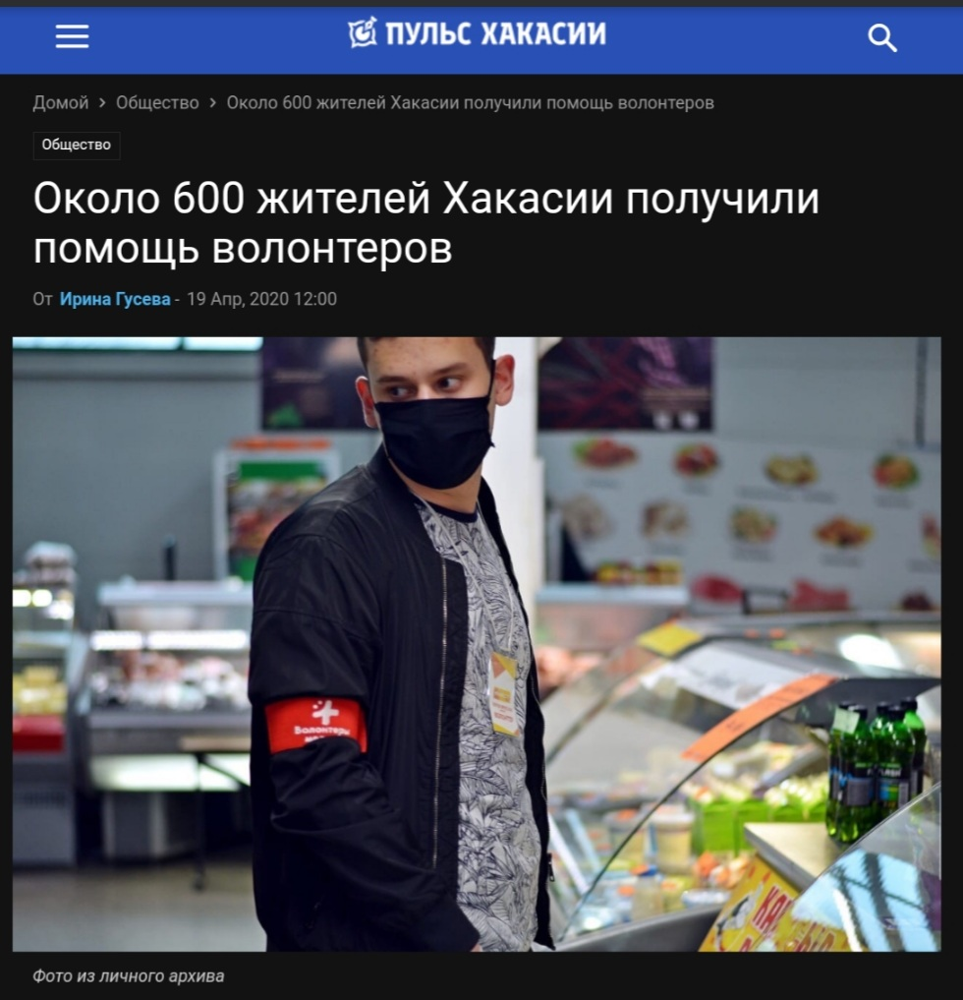 ПУЛЬС ХАКАСИИ
Домой › Общество › Около 600 жителей Хакасии получили помощь волонтеров
Общество
Около 600 жителей Хакасии получили
помощь волонтеров
От Ирина Гусева - 19 Апр, 2020 12:00
Волонтеры
Фото из личного архива